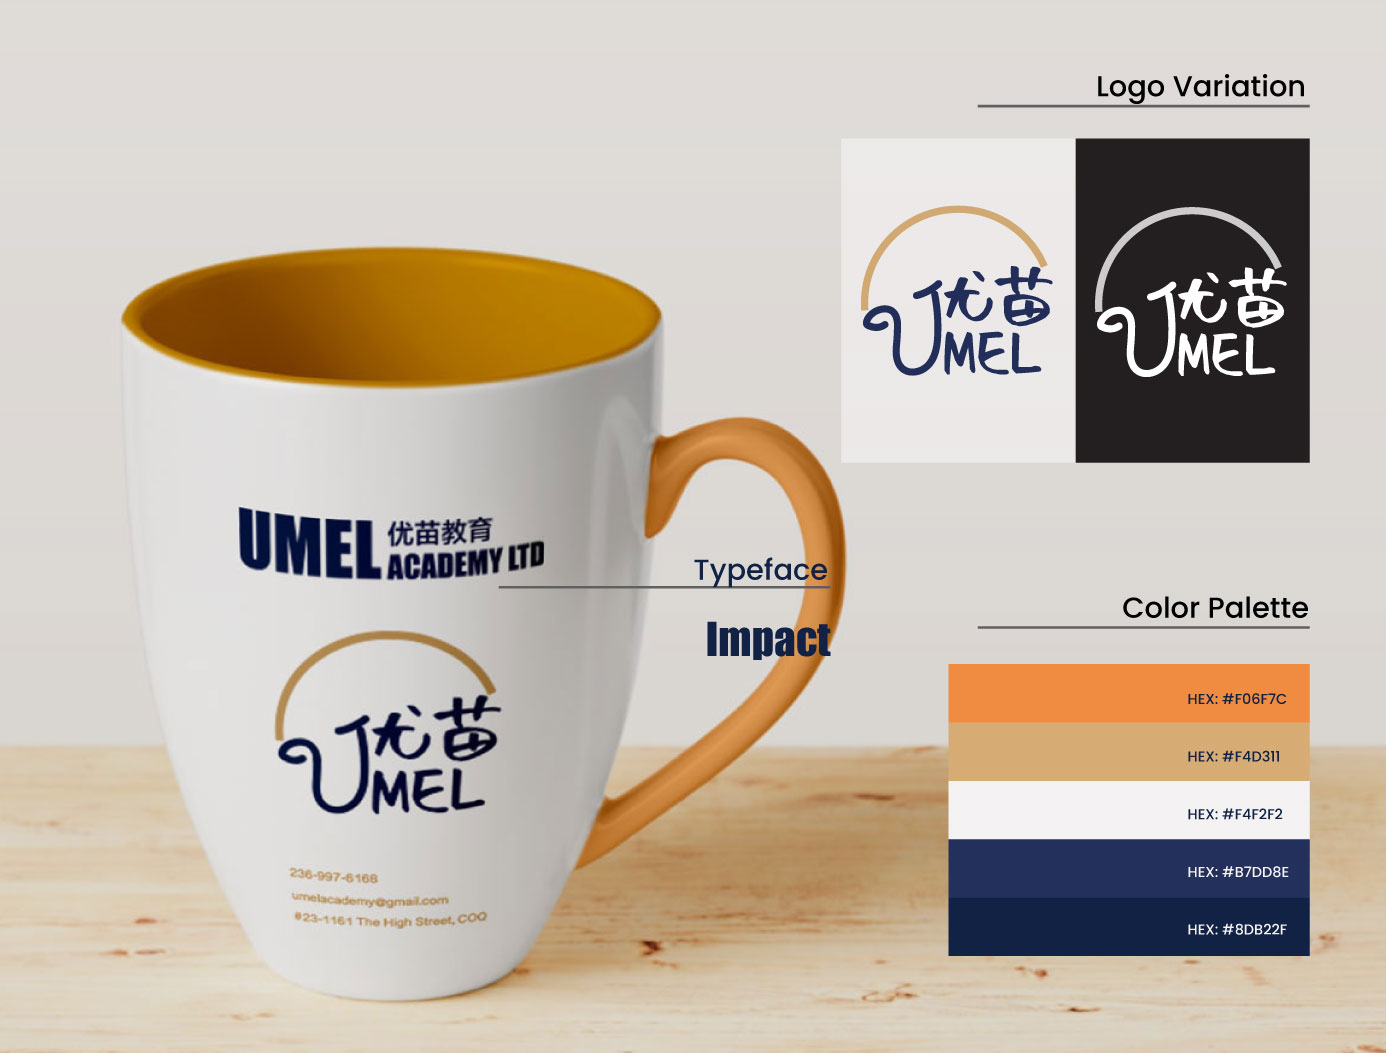 Logo Variation
优苗
UMEL
优苗
UMEL
UMEL 优苗教育
ACADEMY LTD
Typeface
Impact
优苗
UMEL
236-997-6168
umelacademy@gmail.com
#23-1161 The High Street, COQ
Color Palette
HEX: #F06F7C
HEX: #F4D311
HEX: #F4F2F2
HEX: #B7DD8E
HEX: #8DB22F